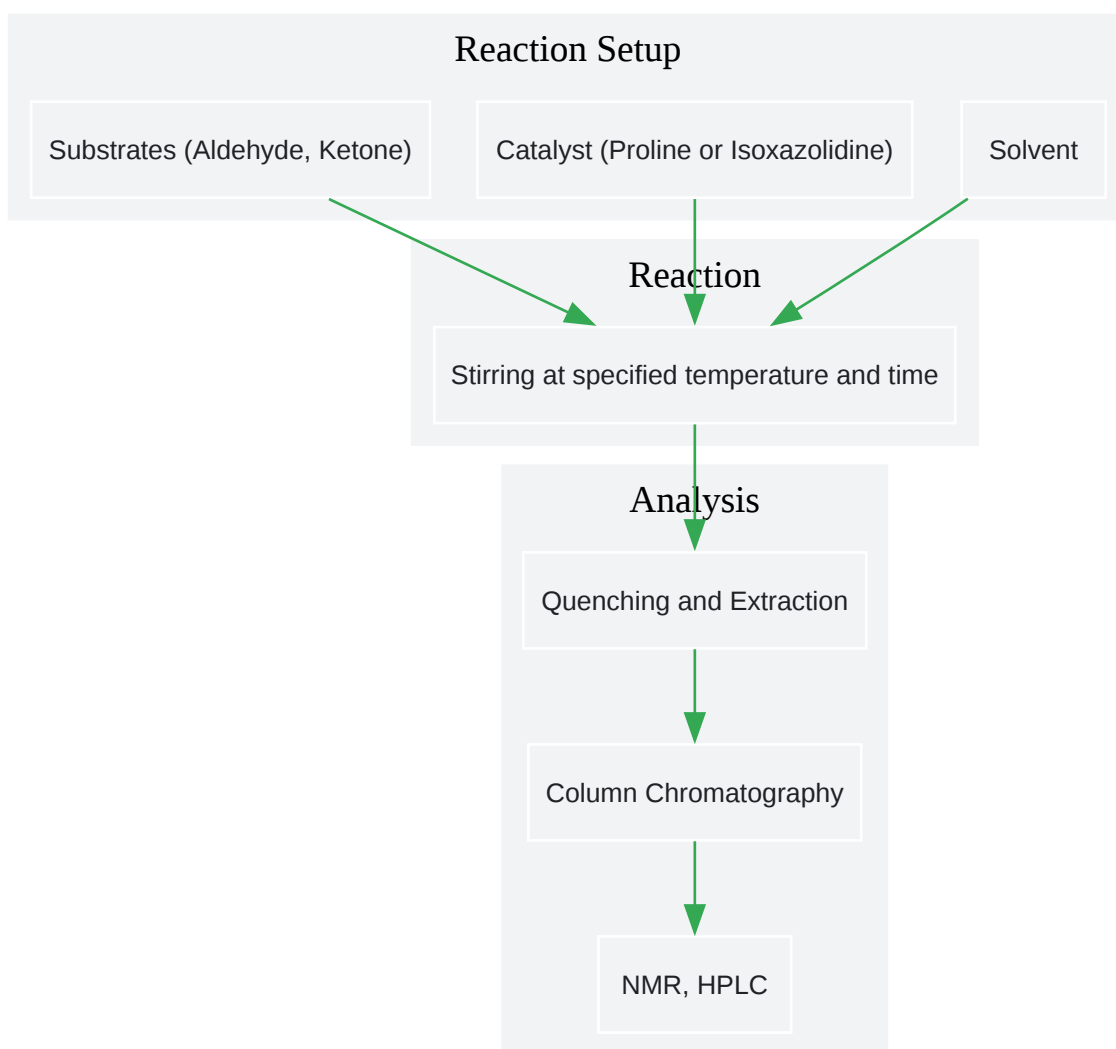 Reaction Setup
Substrates (Aldehyde, Ketone)
Catalyst (Proline or Isoxazolidine)
Solvent
Reaction
Stirring at specified temperature and time
Analysis
Quenching and Extraction
Column Chromatography
NMR, HPLC